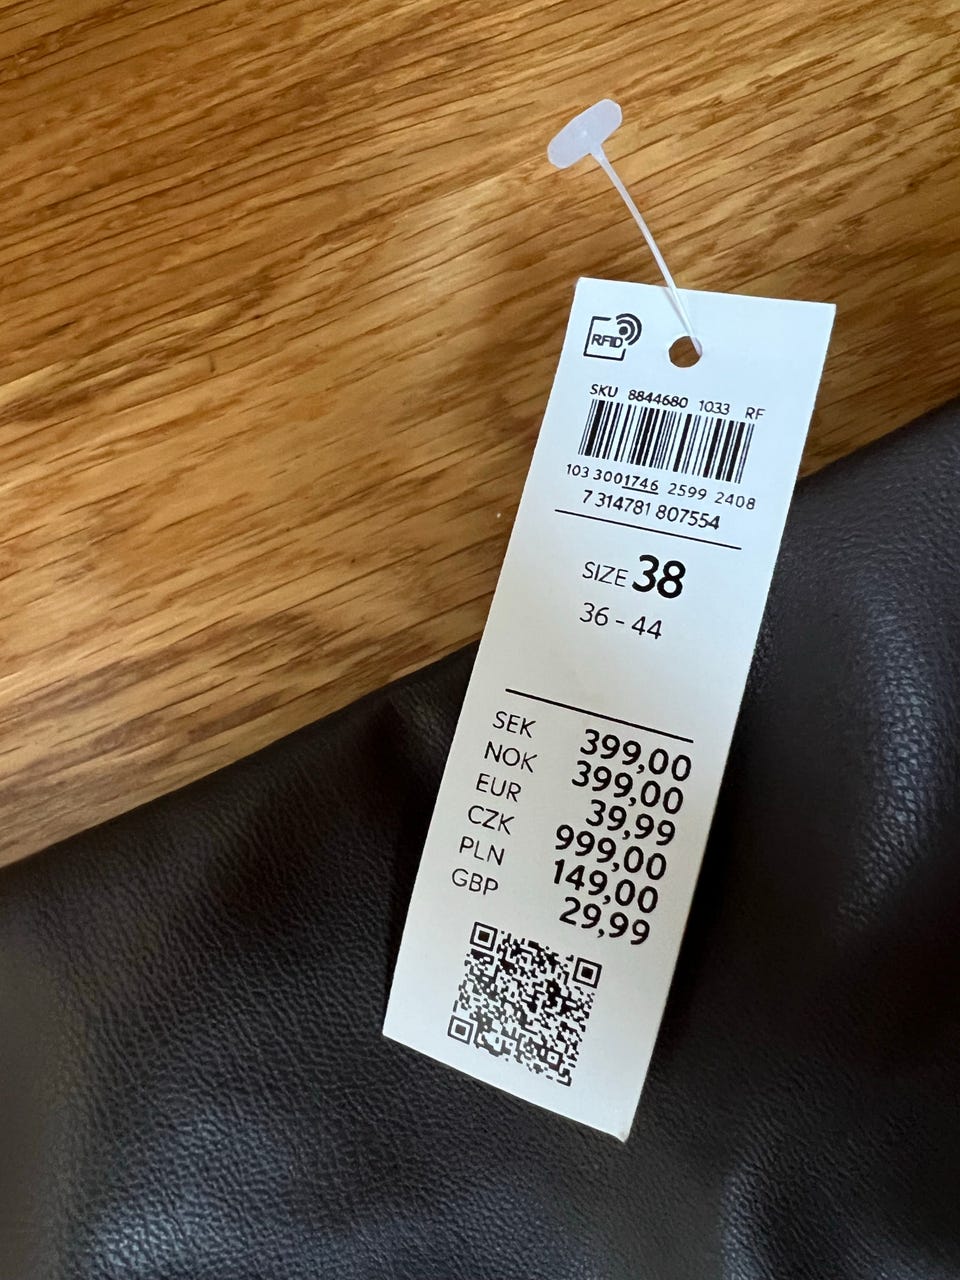 RFID
SKU 8844680 1033 RF
103 3001746 2599 2408
7 314781 807554
SIZE 38
36 - 44
SEK 399,00
NOK 399,00
EUR 39,99
CZK 999,00
PLN 149,00
GBP 29,99